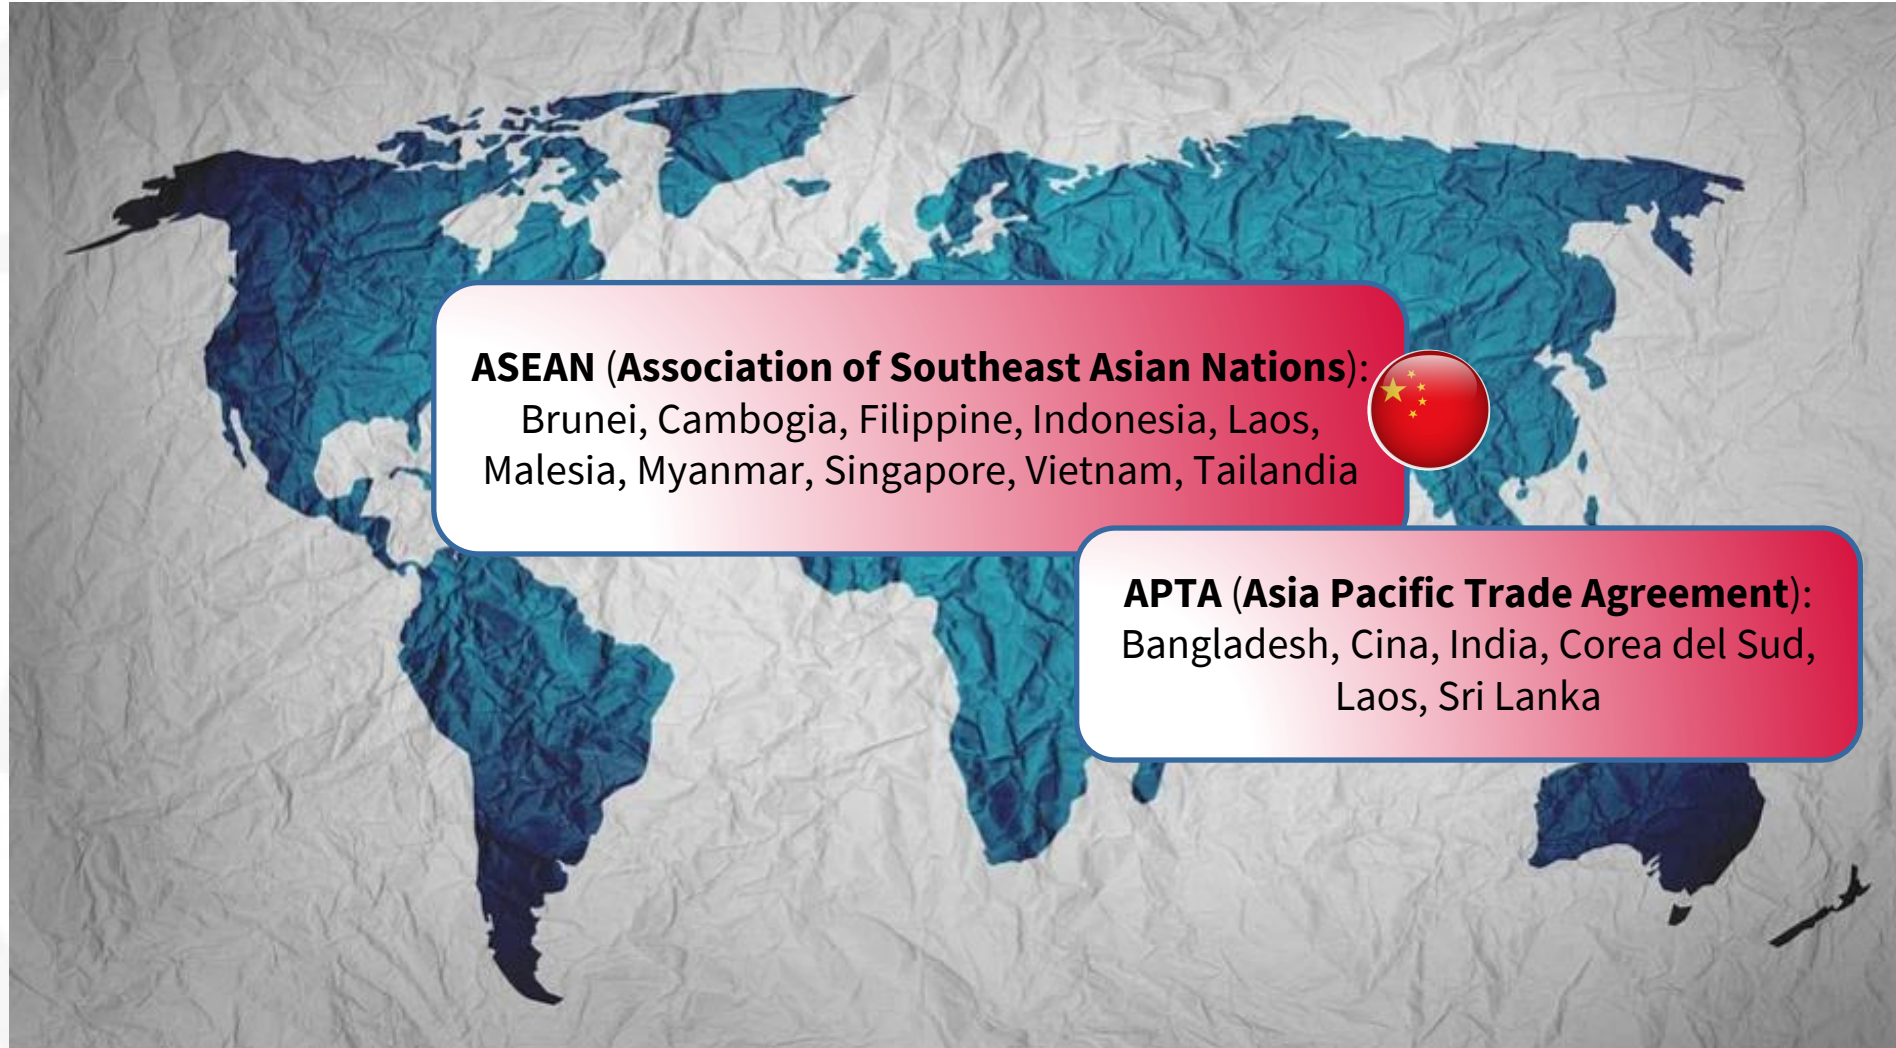 ASEAN (Association of Southeast Asian Nations):
Brunei, Cambogia, Filippine, Indonesia, Laos,
Malesia, Myanmar, Singapore, Vietnam, Tailandia
APTA (Asia Pacific Trade Agreement):
Bangladesh, Cina, India, Corea del Sud,
Laos, Sri Lanka